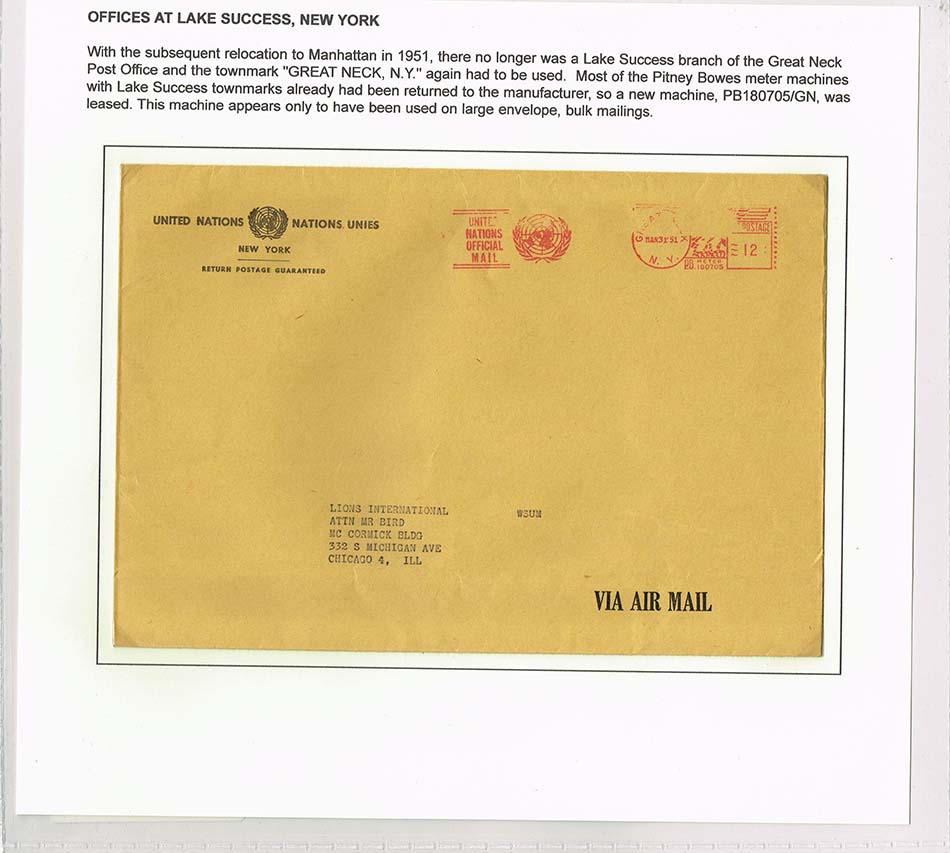 OFFICES AT LAKE SUCCESS, NEW YORK
With the subsequent relocation to Manhattan in 1951, there no longer was a Lake Success branch of the Great Neck
Post Office and the townmark "GREAT NECK, N.Y." again had to be used. Most of the Pitney Bowes meter machines
with Lake Success townmarks already had been returned to the manufacturer, so a new machine, PB180705/GN, was
leased. This machine appears only to have been used on large envelope, bulk mailings.
UNITED NATIONS NATIONS UNIES
NEW YORK
RETURN POSTAGE GUARANTEED
UNITE
NATIONS
OFFICIAL
MAIL
MAR 31 '51
N. Y.
P.B. METER
180705
POSTAGE
12
LIONS INTERNATIONAL WSUM
ATTN MR BIRD
MC CORMICK BLDG
332 S MICHIGAN AVE
CHICAGO 4, ILL
VIA AIR MAIL